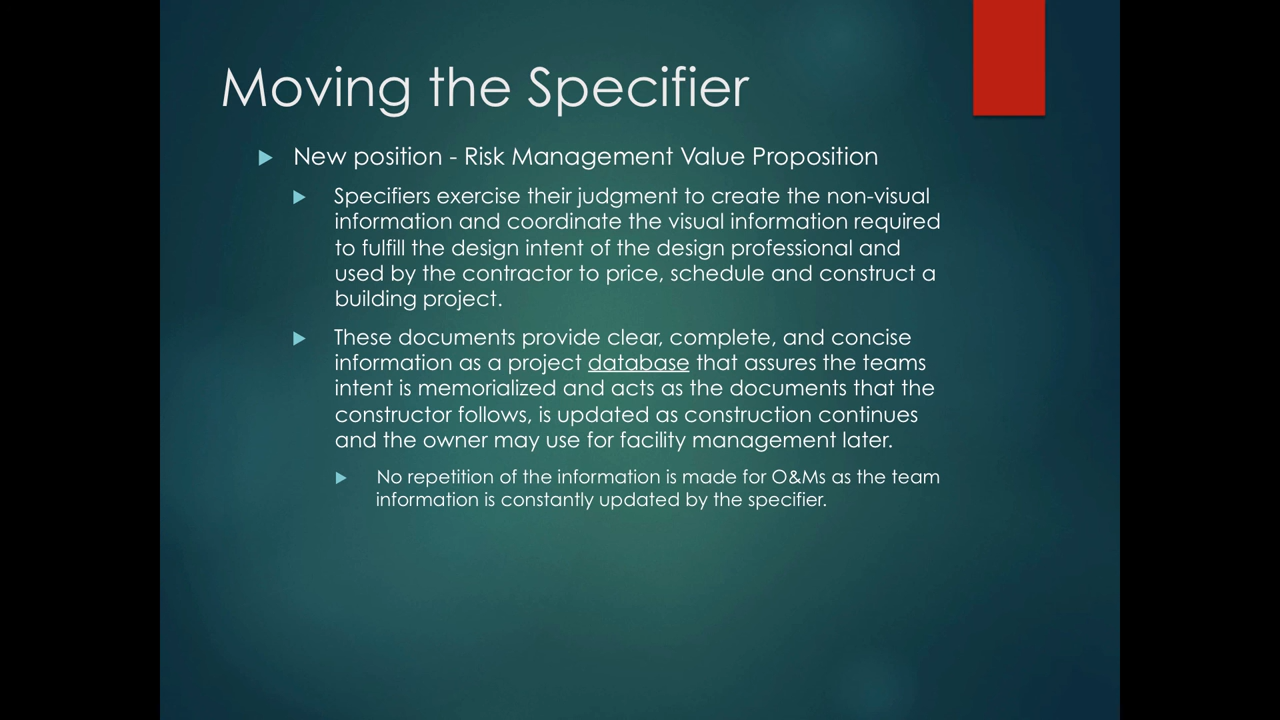 Moving the Specifier
New position - Risk Management Value Proposition
Specifiers exercise their judgment to create the non-visual
information and coordinate the visual information required
to fulfill the design intent of the design professional and
used by the contractor to price, schedule and construct a
building project.
These documents provide clear, complete, and concise
information as a project database that assures the teams
intent is memorialized and acts as the documents that the
constructor follows, is updated as construction continues
and the owner may use for facility management later.
No repetition of the information is made for O&Ms as the team
information is constantly updated by the specifier.